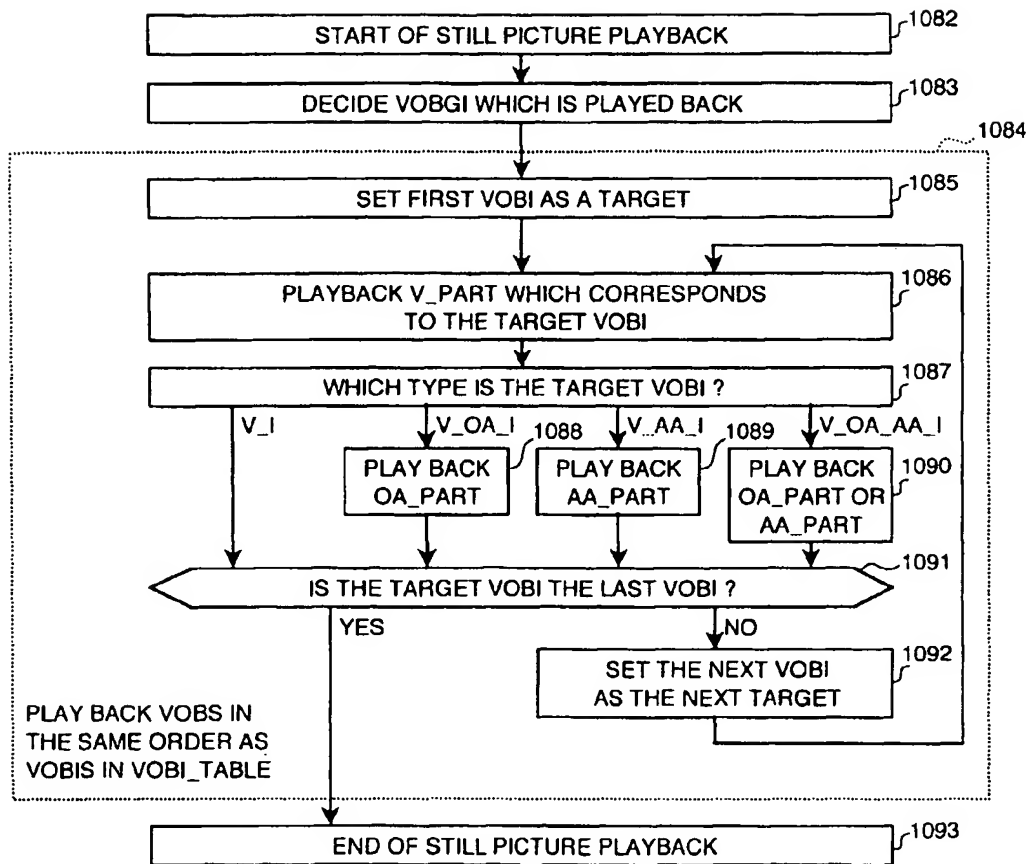 START OF STILL PICTURE PLAYBACK
1082
DECIDE VOBGI WHICH IS PLAYED BACK
1083
1084
SET FIRST VOBI AS A TARGET
1085
PLAYBACK V_PART WHICH CORRESPONDS
TO THE TARGET VOBI
1086
WHICH TYPE IS THE TARGET VOBI ?
1087
V_I
V_OA_I
1088
V_AA_I
1089
V_OA_AA_I
PLAY BACK
OA_PART
PLAY BACK
AA_PART
PLAY BACK
OA_PART OR
AA_PART
1090
IS THE TARGET VOBI THE LAST VOBI ?
1091
YES
NO
SET THE NEXT VOBI
AS THE NEXT TARGET
1092
PLAY BACK VOBS IN
THE SAME ORDER AS
VOBIS IN VOBI_TABLE
END OF STILL PICTURE PLAYBACK
1093